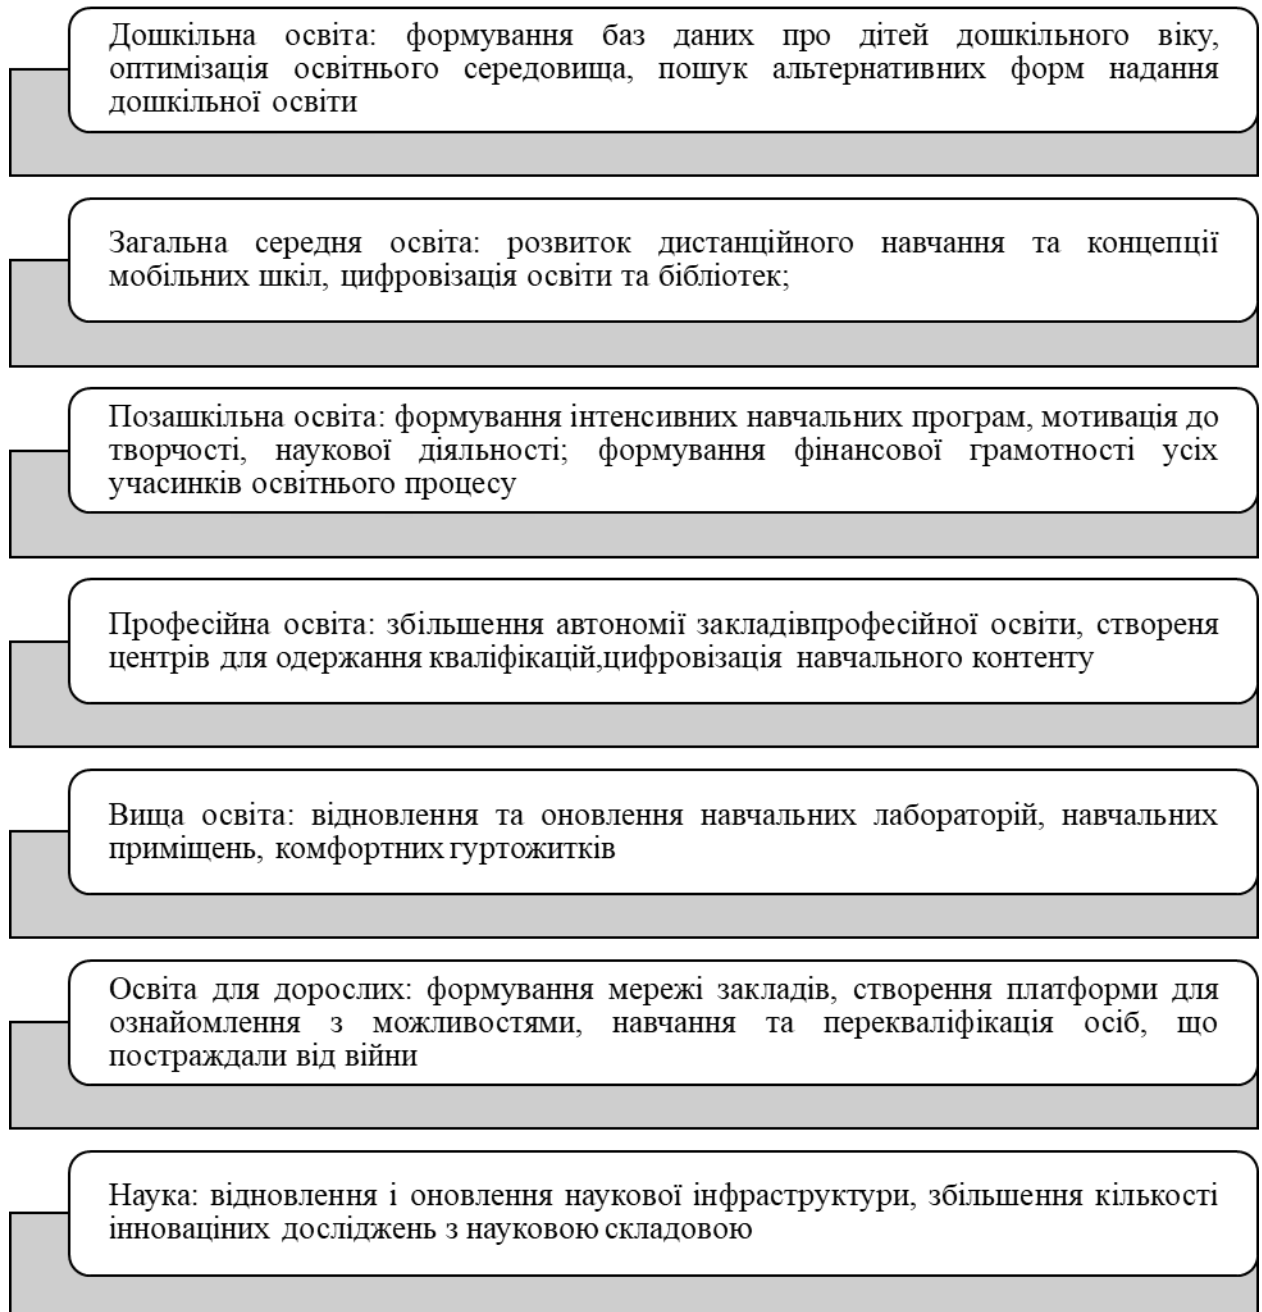 Дошкільна освіта: формування баз даних про дітей дошкільного віку,
оптимізація освітнього середовища, пошук альтернативних форм надання
дошкільної освіти
Загальна середня освіта: розвиток дистанційного навчання та концепції
мобільних шкіл, цифровізація освіти та бібліотек;
Позашкільна освіта: формування інтенсивних навчальних програм, мотивація до
творчості, наукової діяльності; формування фінансової грамотності усіх
учасинків освітнього процесу
Професійна освіта: збільшення автономії закладівпрофесійної освіти, створеня
центрів для одержання кваліфікацій,цифровізація навчального контенту
Вища освіта: відновлення та оновлення навчальних лабораторій, навчальних
приміщень, комфортних гуртожитків
Освіта для дорослих: формування мережі закладів, створення платформи для
ознайомлення з можливостями, навчання та перекваліфікація осіб, що
постраждали від війни
Наука: відновлення і оновлення наукової інфраструктури, збільшення кількості
інноваціних досліджень з науковою складовою